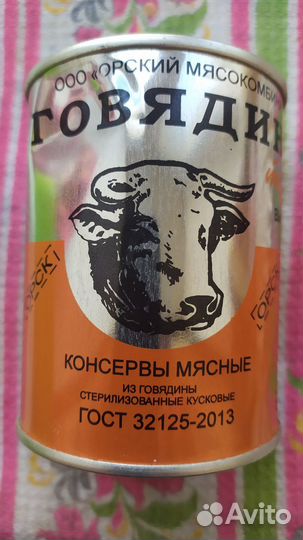 ООО «ОРСКИЙ МЯСОКОМБИ
ГОВЯДИН
ОРСК
ОРСК
КОНСЕРВЫ МЯСНЫЕ
ИЗ ГОВЯДИНЫ
СТЕРИЛИЗОВАННЫЕ КУСКОВЫЕ
ГОСТ 32125-2013
Avito